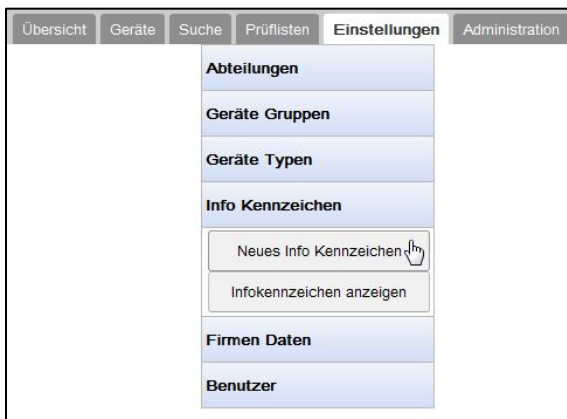 Übersicht Geräte Suche Prüflisten Einstellungen Administration
Abteilungen
Geräte Gruppen
Geräte Typen
Info Kennzeichen
Neues Info Kennzeichen
Infokennzeichen anzeigen
Firmen Daten
Benutzer